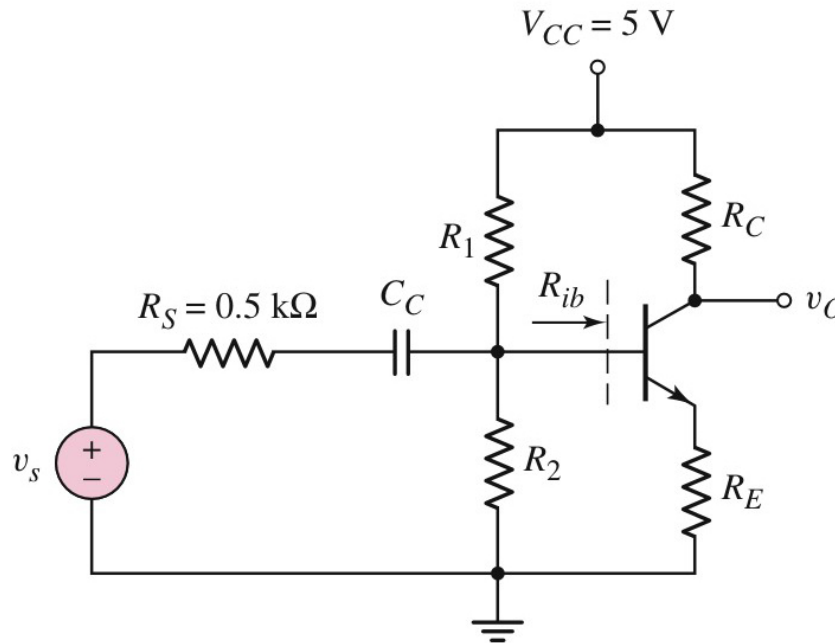 V_CC = 5 V
R_1
R_C
R_S = 0.5 kΩ
C_C
R_ib
v_O
v_s
+
−
R_2
R_E